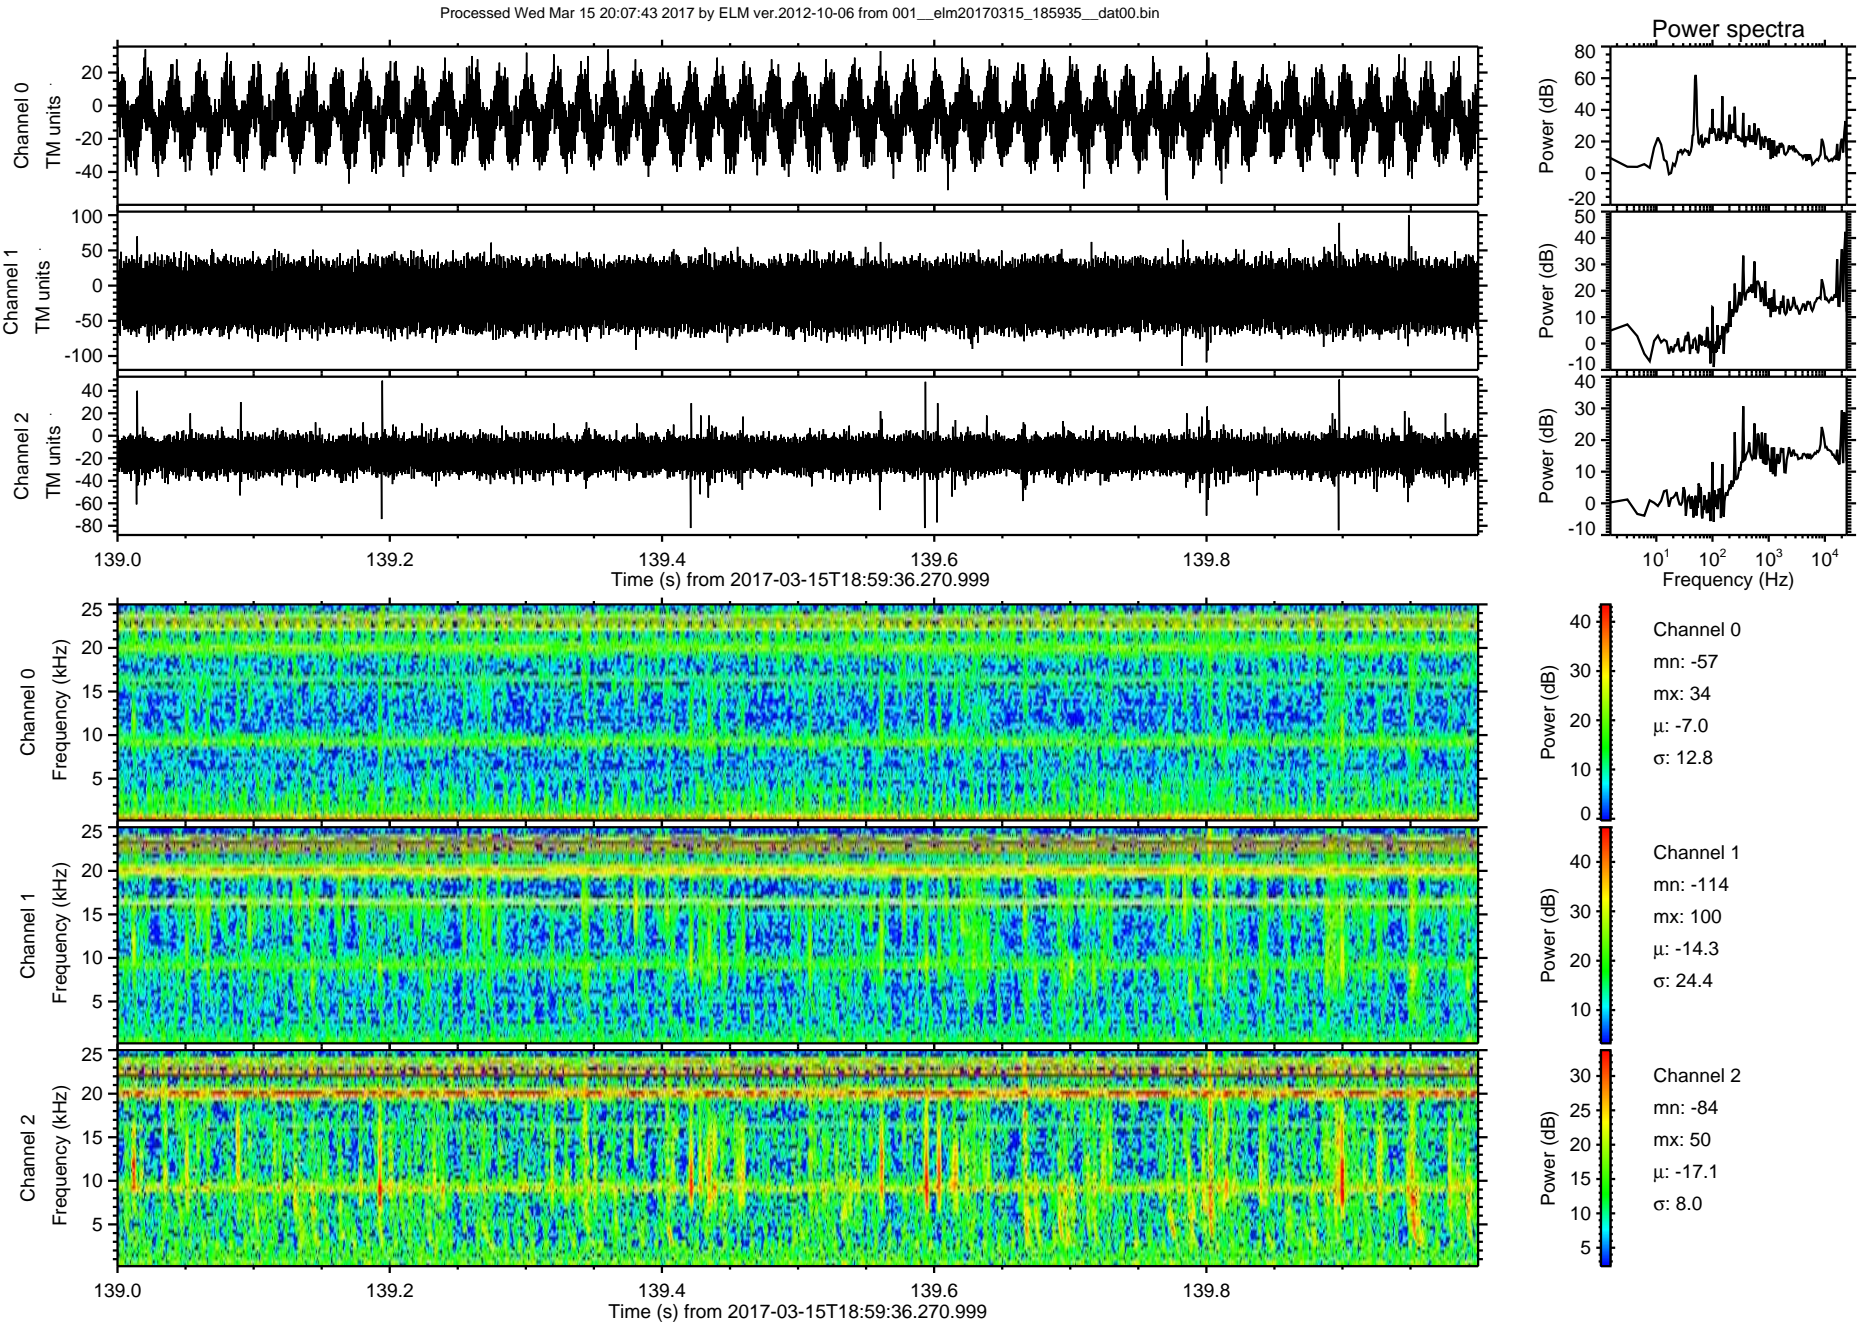 Processed Wed Mar 15 20:07:43 2017 by ELM ver.2012-10-06 from 001__elm20170315_185935__dat00.bin
Power spectra
Channel 0
TM units
20
0
-20
-40
Power (dB)
80
60
40
20
0
-20
Channel 1
TM units
100
50
0
-50
-100
Power (dB)
50
40
30
20
10
0
-10
Channel 2
TM units
40
20
0
-20
-40
-60
-80
Power (dB)
40
30
20
10
0
-10
139.0 139.2 139.4 139.6 139.8
Time (s) from 2017-03-15T18:59:36.270.999
10^1 10^2 10^3 10^4
Frequency (Hz)
Channel 0
Frequency (kHz)
25
20
15
10
5
Power (dB)
40
30
20
10
0
Channel 0
mn: -57
mx: 34
μ: -7.0
σ: 12.8
Channel 1
Frequency (kHz)
25
20
15
10
5
Power (dB)
40
30
20
10
Channel 1
mn: -114
mx: 100
μ: -14.3
σ: 24.4
Channel 2
Frequency (kHz)
25
20
15
10
5
Power (dB)
30
25
20
15
10
5
Channel 2
mn: -84
mx: 50
μ: -17.1
σ: 8.0
139.0 139.2 139.4 139.6 139.8
Time (s) from 2017-03-15T18:59:36.270.999